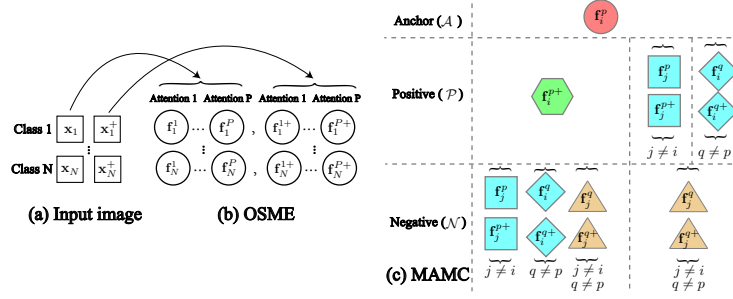 Anchor (𝒜)
f_i^p
Positive (𝒫)
f_i^{p+}
f_j^p
f_j^{p+}
j ≠ i
f_i^q
f_i^{q+}
q ≠ p
Negative (𝒩)
f_j^p
f_j^{p+}
j ≠ i
f_i^q
f_i^{q+}
q ≠ p
f_j^q
f_j^{q+}
j ≠ i
q ≠ p
f_j^q
f_j^{q+}
j ≠ i
q ≠ p
(c) MAMC
Attention 1 Attention P Attention 1 Attention P
Class 1 x_1 x_1^+ f_1^1 ... f_1^P , f_1^{1+} ... f_1^{P+}
⋮ ⋮ ⋮
Class N x_N x_N^+ f_N^1 ... f_N^P , f_N^{1+} ... f_N^{P+}
(a) Input image (b) OSME